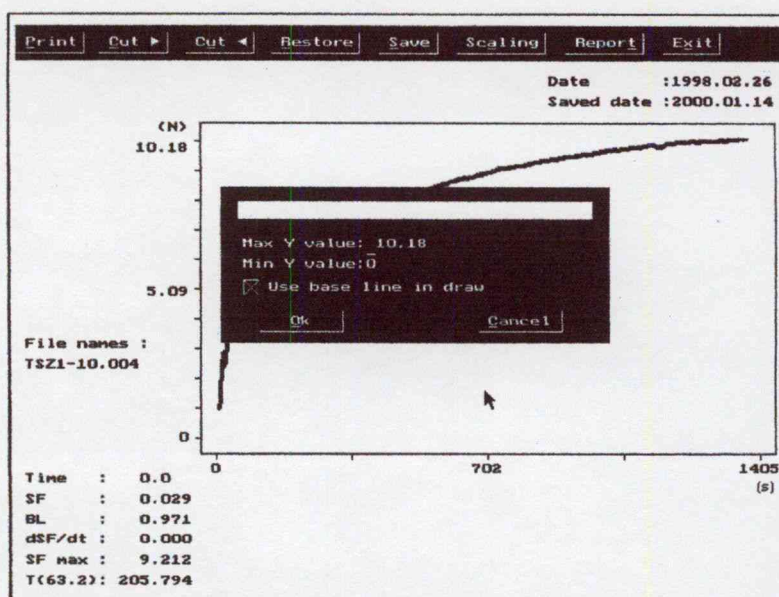 Print Cut ► Cut ◄ Restore Save Scaling Report Exit
Date :1998.02.26
Saved date :2000.01.14
(N)
10.18
Max Y value: 10.18
Min Y value:0
5.09
Use base line in draw
Ok Cancel
File names :
TSZ1-10.004
0
0 702 1405
(s)
Time : 0.0
SF : 0.029
BL : 0.971
dSF/dt : 0.000
SF max : 9.212
T(63.2): 205.794